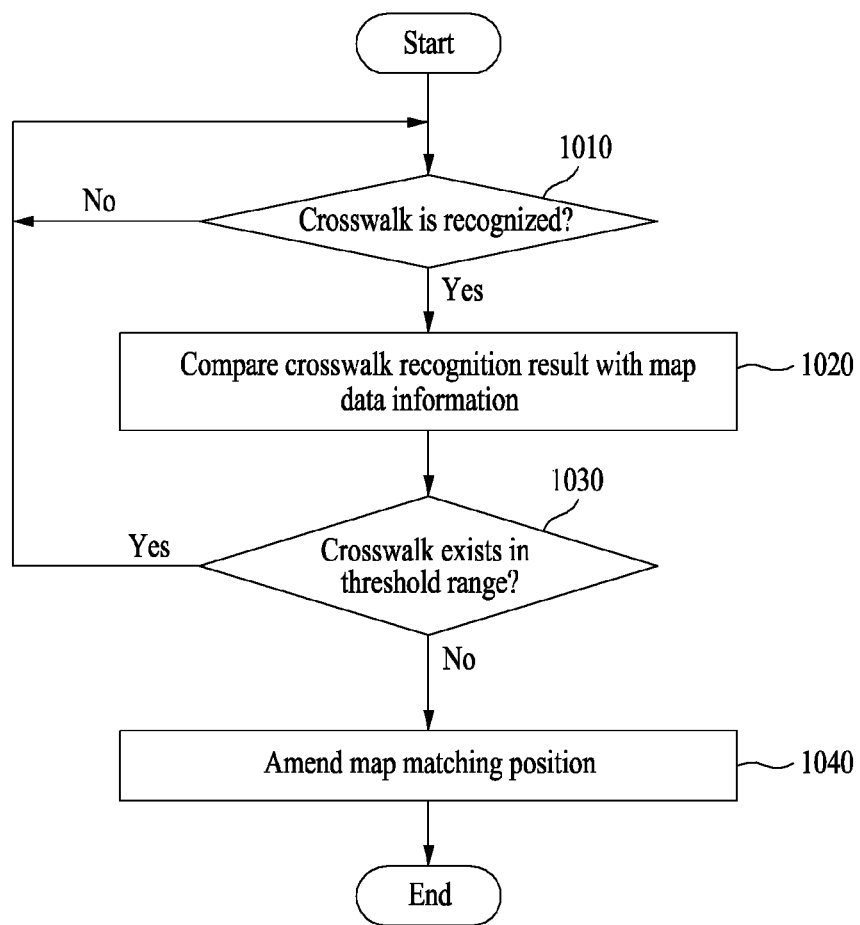 Start
1010
No
Crosswalk is recognized?
Yes
Compare crosswalk recognition result with map
data information
1020
1030
Yes
Crosswalk exists in
threshold range?
No
Amend map matching position
1040
End